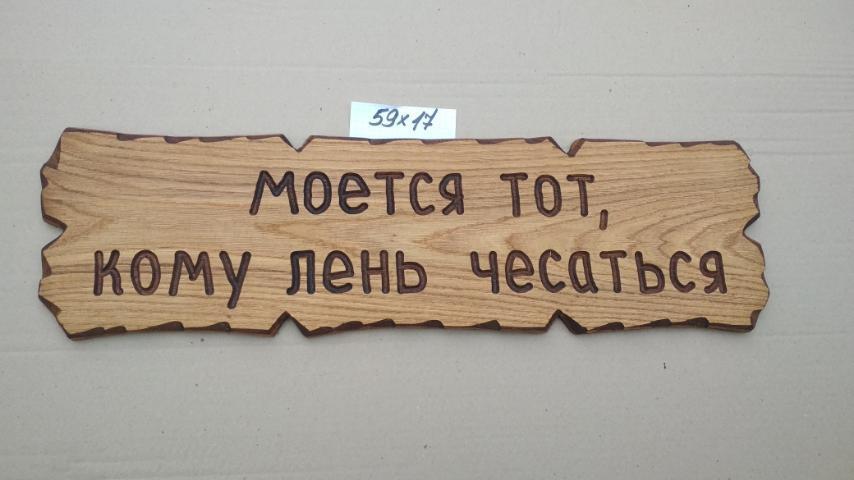 59x17
моется тот,
кому лень чесаться